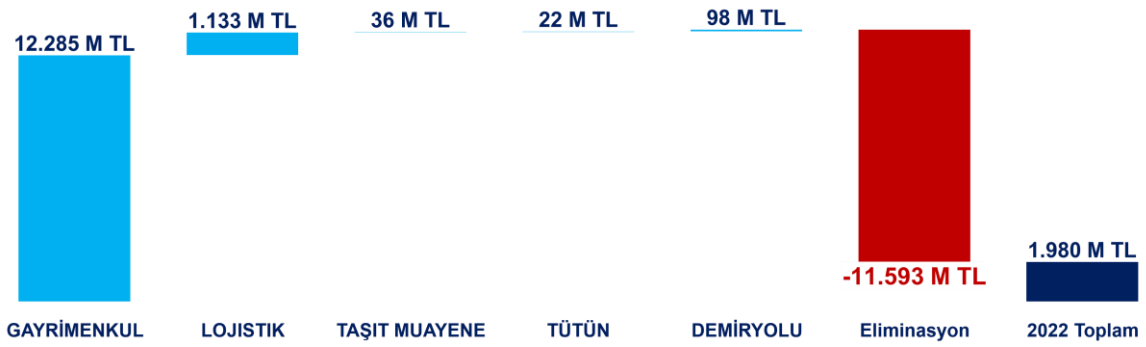 12.285 M TL
1.133 M TL
36 M TL
22 M TL
98 M TL
-11.593 M TL
1.980 M TL
GAYRİMENKUL
LOJISTIK
TAŞIT MUAYENE
TÜTÜN
DEMİRYOLU
Eliminasyon
2022 Toplam